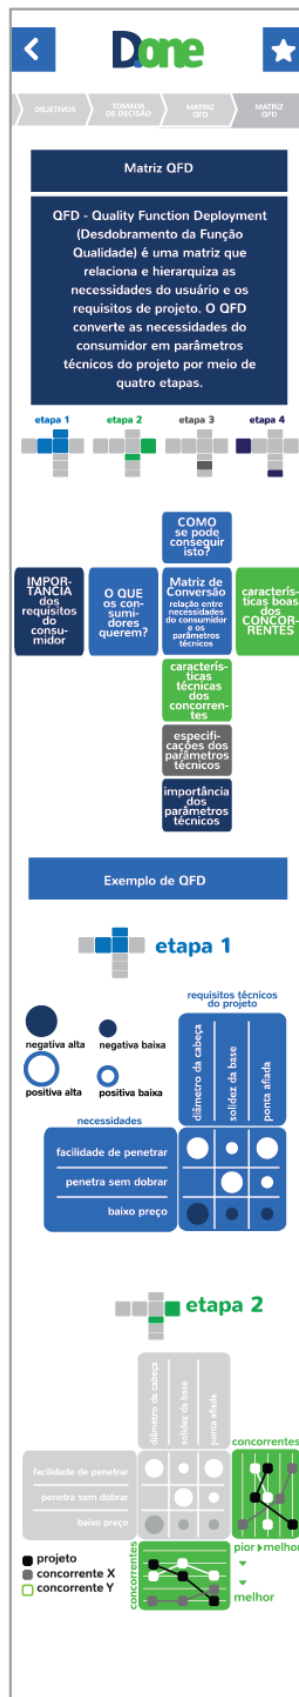 D.one
OBJETIVOS
TOMADA
DE DECISÃO
MATRIZ
QFD
MATRIZ
QFD
Matriz QFD
QFD - Quality Function Deployment
(Desdobramento da Função
Qualidade) é uma matriz que
relaciona e hierarquiza as
necessidades do usuário e os
requisitos de projeto. O QFD
converte as necessidades do
consumidor em parâmetros
técnicos do projeto por meio de
quatro etapas.
etapa 1
etapa 2
etapa 3
etapa 4
COMO
se pode
conseguir
isto?
IMPOR-
TÂNCIA
dos
requisitos
do
consu-
midor
O QUE
os con-
sumi-
dores
querem?
Matriz de
Conversão
relação entre
necessidades
do consumidor
e os
parâmetros
técnicos
caracterís-
ticas boas
dos
CONCOR-
RENTES
caracterís-
ticas
técnicas
dos
concorren-
tes
especifi-
cações dos
parâmetros
técnicos
importância
dos
parâmetros
técnicos
Exemplo de QFD
etapa 1
requisitos técnicos
do projeto
negativa alta
negativa baixa
positiva alta
positiva baixa
diâmetro da cabeça
solidez da base
ponta afiada
necessidades
facilidade de penetrar
penetra sem dobrar
baixo preço
etapa 2
diâmetro da cabeça
solidez da base
ponta afiada
concorrentes
facilidade de penetrar
penetra sem dobrar
baixo preço
pior melhor
projeto
concorrente X
concorrente Y
concorrentes
melhor